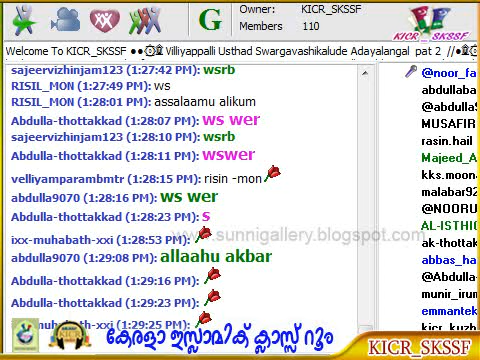 Owner: KICR_SKSSF
Members 110
KICR_SKSSF
Welcome To KICR_SKSSF Villiyappalli Usthad Swargavashikalude Adayalangal pat 2
sajeervizhinjam123 (1:27:42 PM): wsrb
RISIL_MON (1:27:49 PM): ws
RISIL_MON (1:28:01 PM): assalaamu alikum
Abdulla-thottakkad (1:28:07 PM): ws wer
sajeervizhinjam123 (1:28:10 PM): wsrb
Abdulla-thottakkad (1:28:11 PM): wswer
velliyamparambmtr (1:28:15 PM): risin -mon
abdulla9070 (1:28:16 PM): ws wer
Abdulla-thottakkad (1:28:23 PM): s
www.sunnigallery.blogspot.com
ixx-muhabath-xxi (1:28:53 PM):
abdulla9070 (1:29:08 PM): allaahu akbar
Abdulla-thottakkad (1:29:16 PM):
Abdulla-thottakkad (1:29:23 PM):
muhabath-xxi (1:29:25 PM):
@noor_fa
abdullaba
@abdulla9
MUSAFIR
rasin.hail
Majeed_A
kks.moona
malabar92
@NOORU
AL-ISTHIQ
ak-thottak
abbas_ha
@Abdulla-
munir_irum
emmantek
kicr_kuzh
കേരളാ ഇസ്ലാമിക് ക്ലാസ്സ് റൂം
KICR_SKSSF